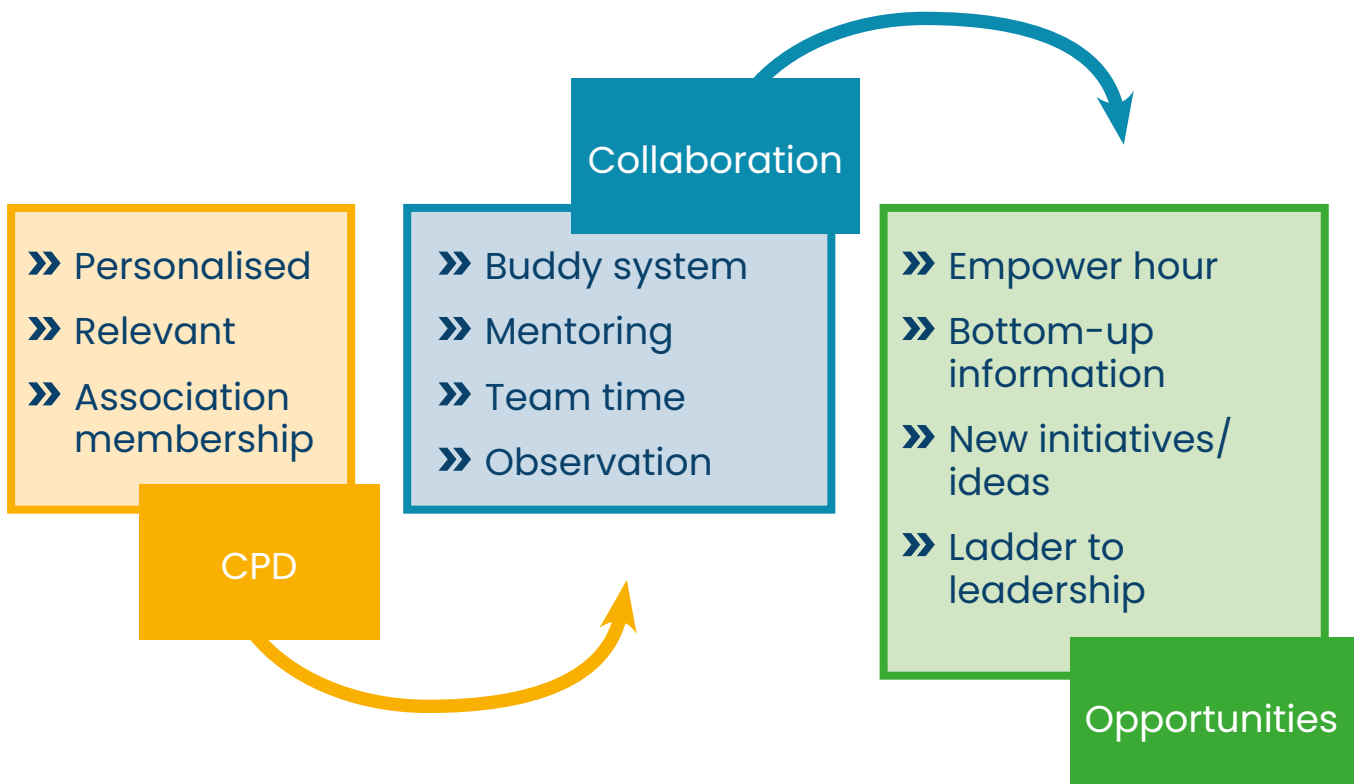 Personalised
Relevant
Association
membership
CPD
Collaboration
Buddy system
Mentoring
Team time
Observation
Empower hour
Bottom-up
information
New initiatives/
ideas
Ladder to
leadership
Opportunities